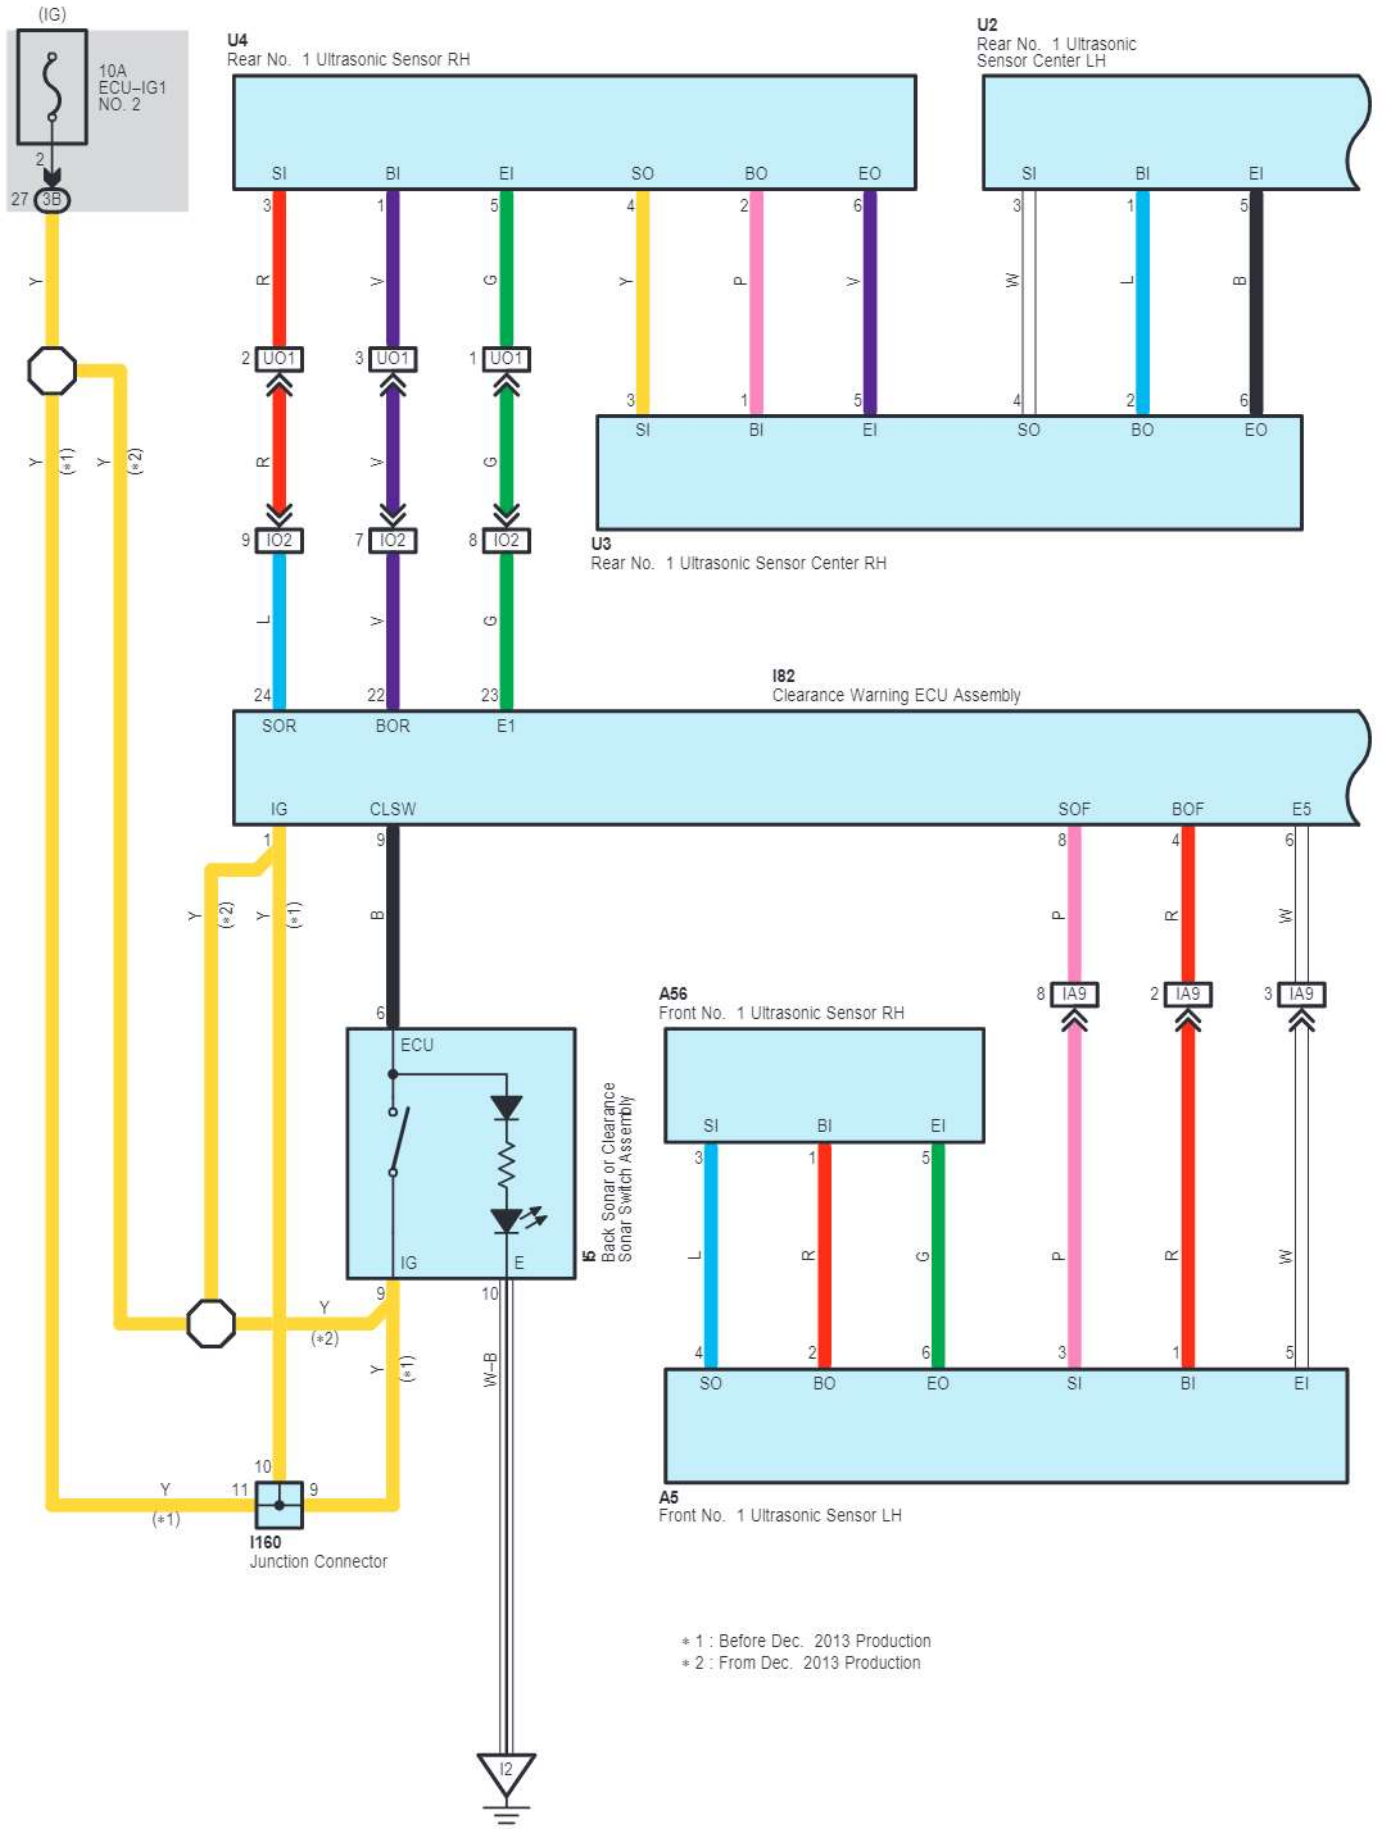 (IG)
10A
ECU–IG1
NO. 2
2
27 3B
U4
Rear No. 1 Ultrasonic Sensor RH
U2
Rear No. 1 Ultrasonic
Sensor Center LH
SI BI EI SO BO EO SI BI EI
3 1 5 4 2 6 3 1 5
Y R V G Y P V W L B
2 UO1 3 UO1 1 UO1
3 1 5 4 2 6
SI BI EI SO BO EO
Y (*1) Y (*2) R V G
9 IO2 7 IO2 8 IO2
U3
Rear No. 1 Ultrasonic Sensor Center RH
L V G
24 22 23
I82
Clearance Warning ECU Assembly
SOR BOR E1
IG CLSW SOF BOF E5
1 9 8 4 6
Y (*2) Y (*1) B P R W
8 IA9 2 IA9 3 IA9
A56
Front No. 1 Ultrasonic Sensor RH
6
ECU
I5
Back Sonar or Clearance
Sonar Switch Assembly
SI BI EI
3 1 5
L R G P R W
IG E
9 10
Y
(*2)
Y (*1) W–B
4 2 6 3 1 5
SO BO EO SI BI EI
10
Y 11 9
(*1)
I160
Junction Connector
A5
Front No. 1 Ultrasonic Sensor LH
* 1 : Before Dec. 2013 Production
* 2 : From Dec. 2013 Production
I2